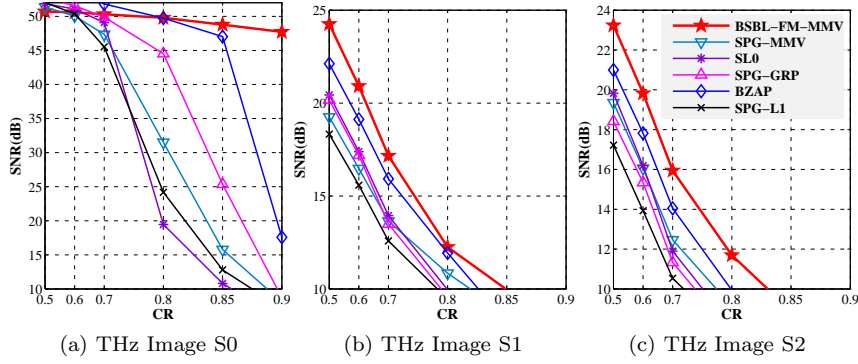 50
45
40
35
30
25
20
15
10
0.5
0.6
0.7
0.8
0.85
0.9
SNR(dB)
CR
(a) THz Image S0
25
20
15
10
0.5
0.6
0.7
0.8
0.9
SNR(dB)
CR
(b) THz Image S1
24
22
20
18
16
14
12
10
0.5
0.6
0.7
0.8
0.9
SNR(dB)
CR
BSBL-FM-MMV
SPG-MMV
SL0
SPG-GRP
BZAP
SPG-L1
(c) THz Image S2